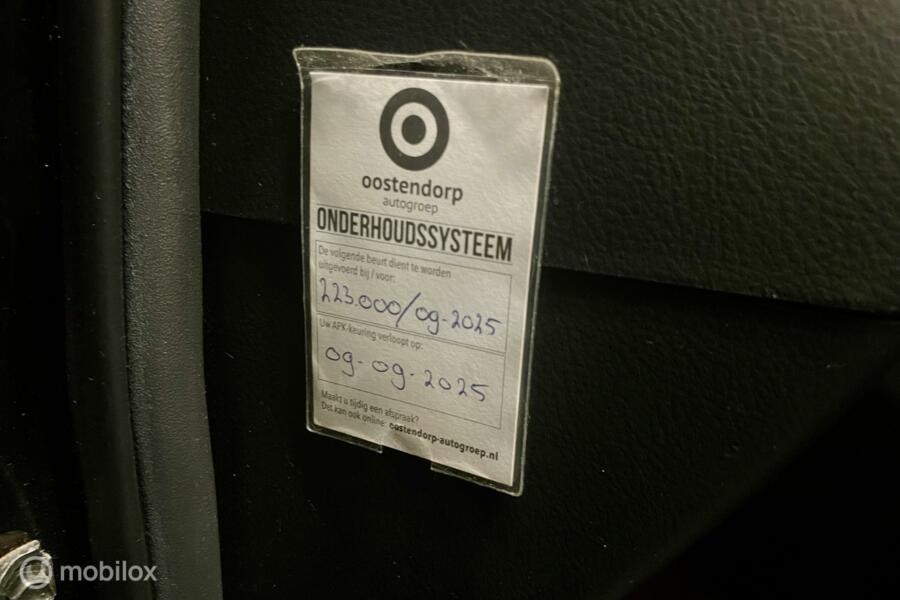 oostendorp
autogroep
ONDERHOUDSSYSTEEM
De volgende beurt dient te worden
uitgevoerd bij / voor:
223.000/09-2025
Uw APK-keuring verloopt op:
09-09-2025
Maakt u tijdig een afspraak?
Dat kan ook online: oostendorp-autogroep.nl
mobilox